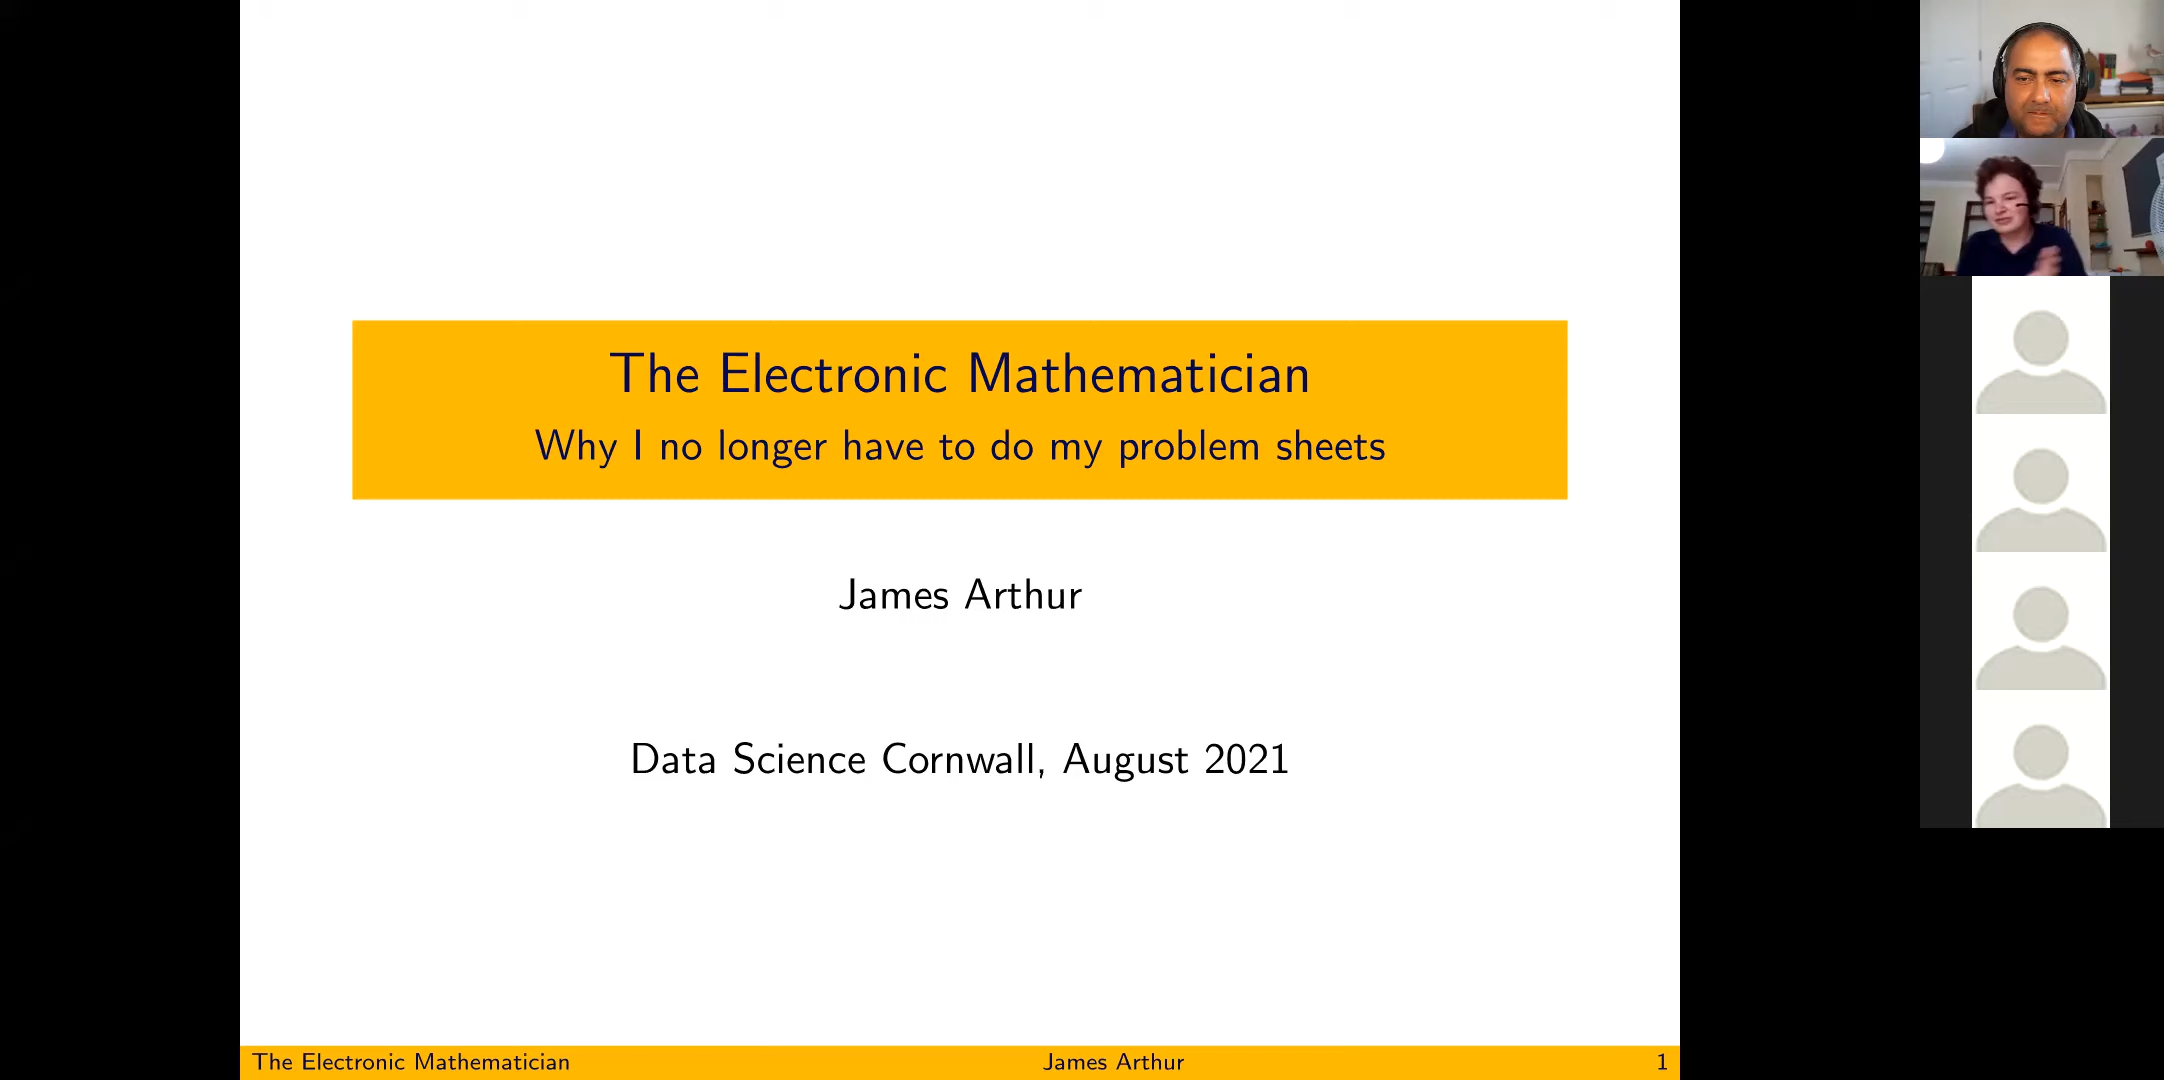 The Electronic Mathematician
Why I no longer have to do my problem sheets
James Arthur
Data Science Cornwall, August 2021
The Electronic Mathematician
James Arthur
1